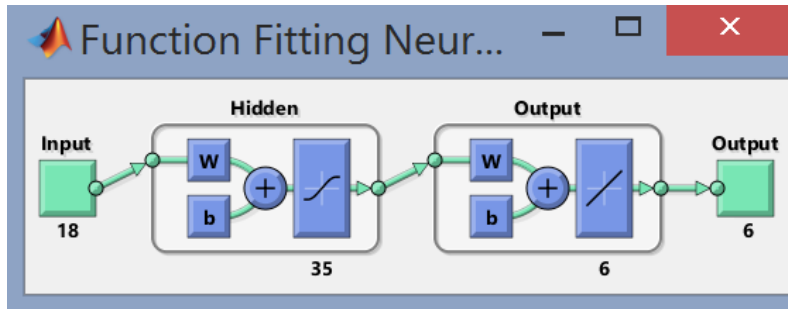 Function Fitting Neur...
Hidden Output
Input Output
W W
+ +
b b
18 6
35 6